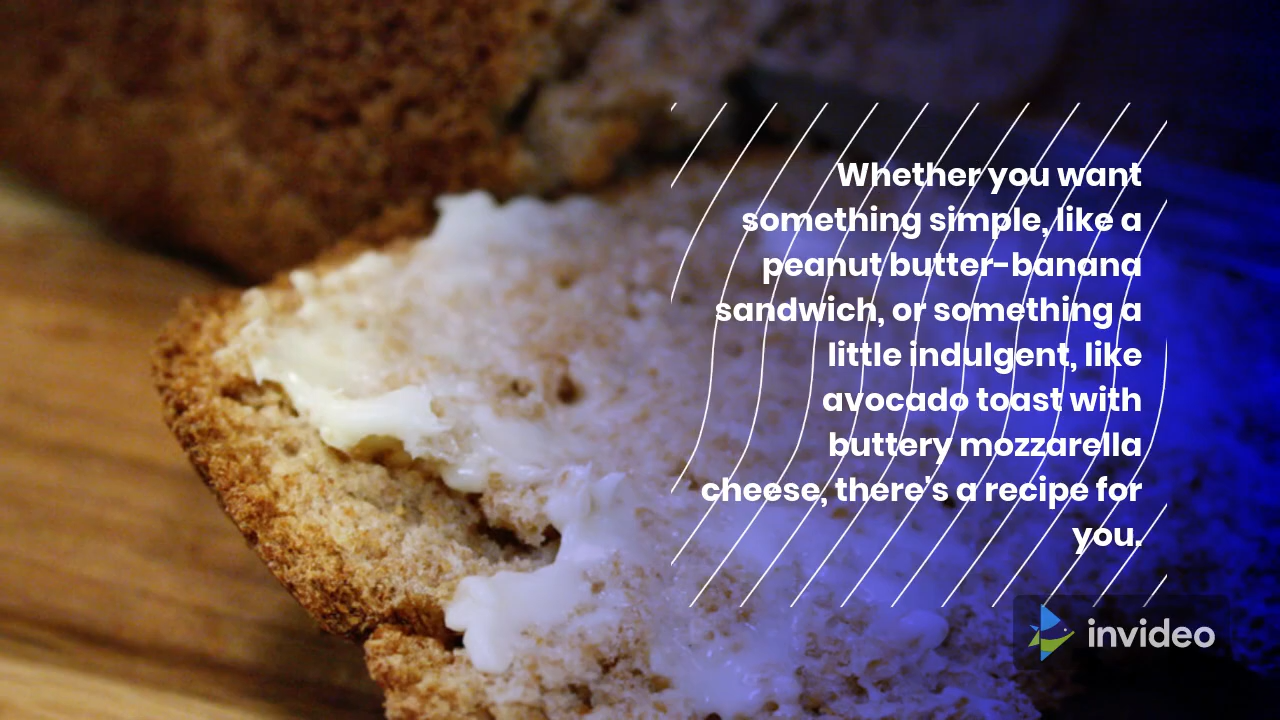 Whether you want
something simple, like a
peanut butter-banana
sandwich, or something a
little indulgent, like
avocado toast with
buttery mozzarella
cheese, there's a recipe for
you.
invideo